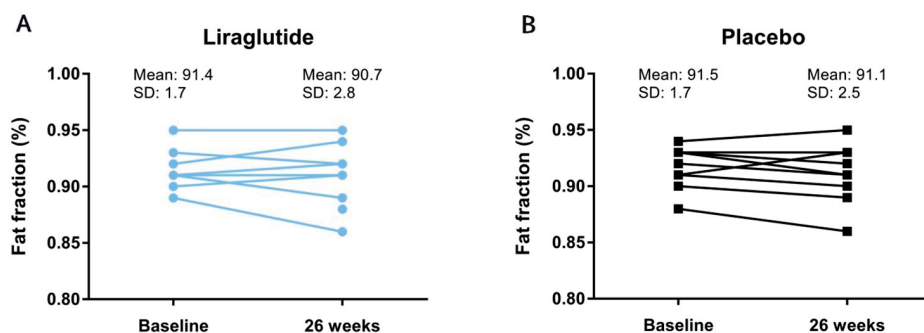 A
Liraglutide
Mean: 91.4
SD: 1.7
Mean: 90.7
SD: 2.8
Fat fraction (%)
1.00
0.95
0.90
0.85
0.80
Baseline
26 weeks
B
Placebo
Mean: 91.5
SD: 1.7
Mean: 91.1
SD: 2.5
Fat fraction (%)
1.00
0.95
0.90
0.85
0.80
Baseline
26 weeks